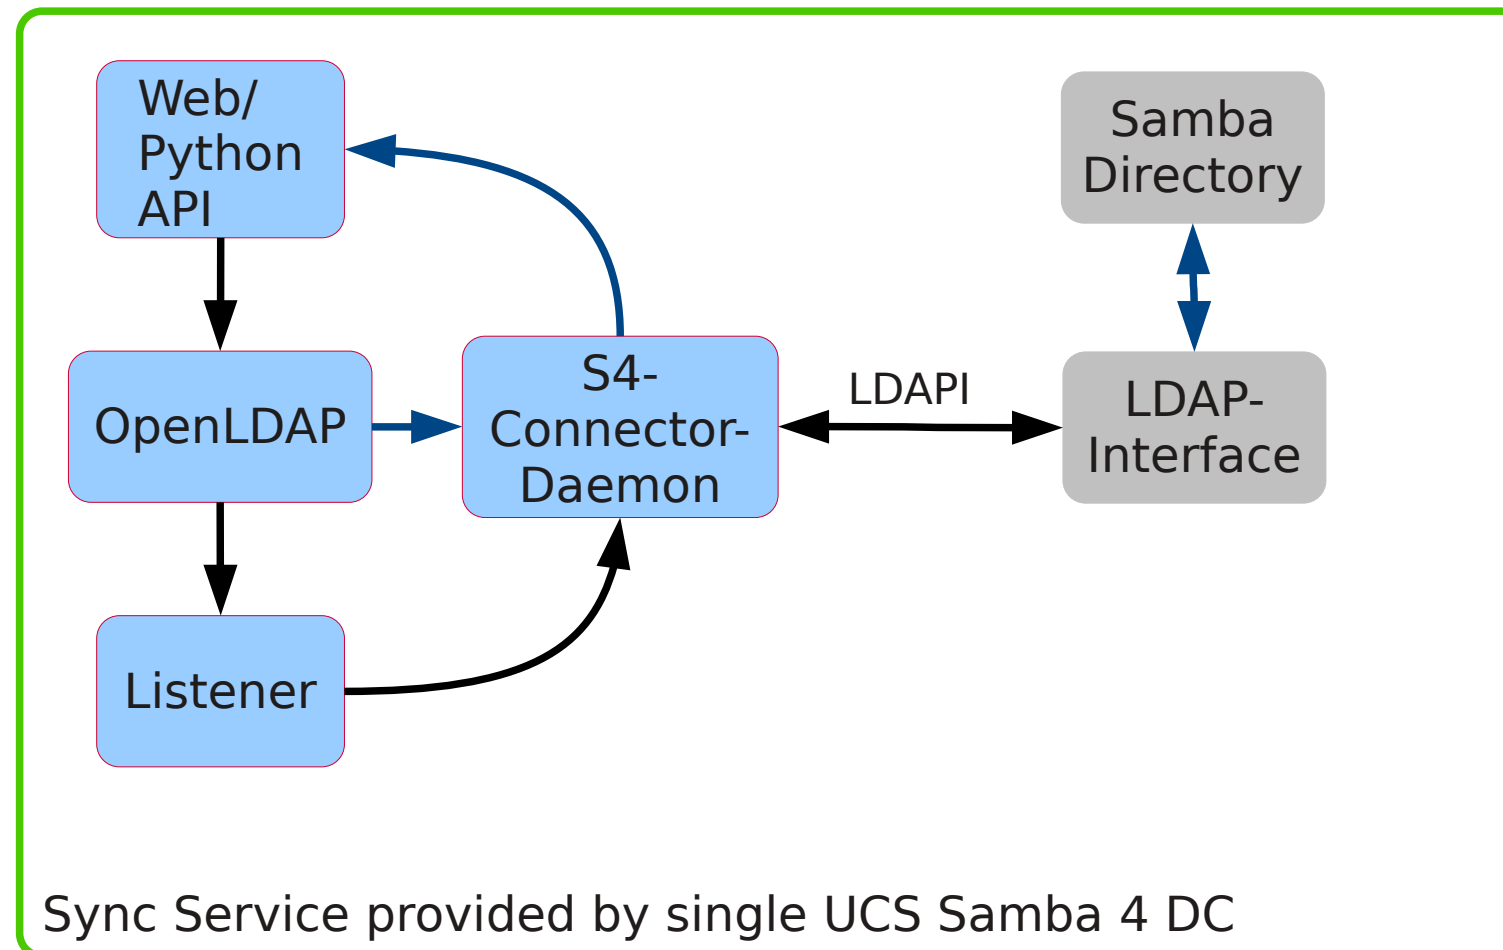 Web/
Python
API
Samba
Directory
S4-
Connector-
Daemon
LDAPI
LDAP-
Interface
OpenLDAP
Listener
Sync Service provided by single UCS Samba 4 DC